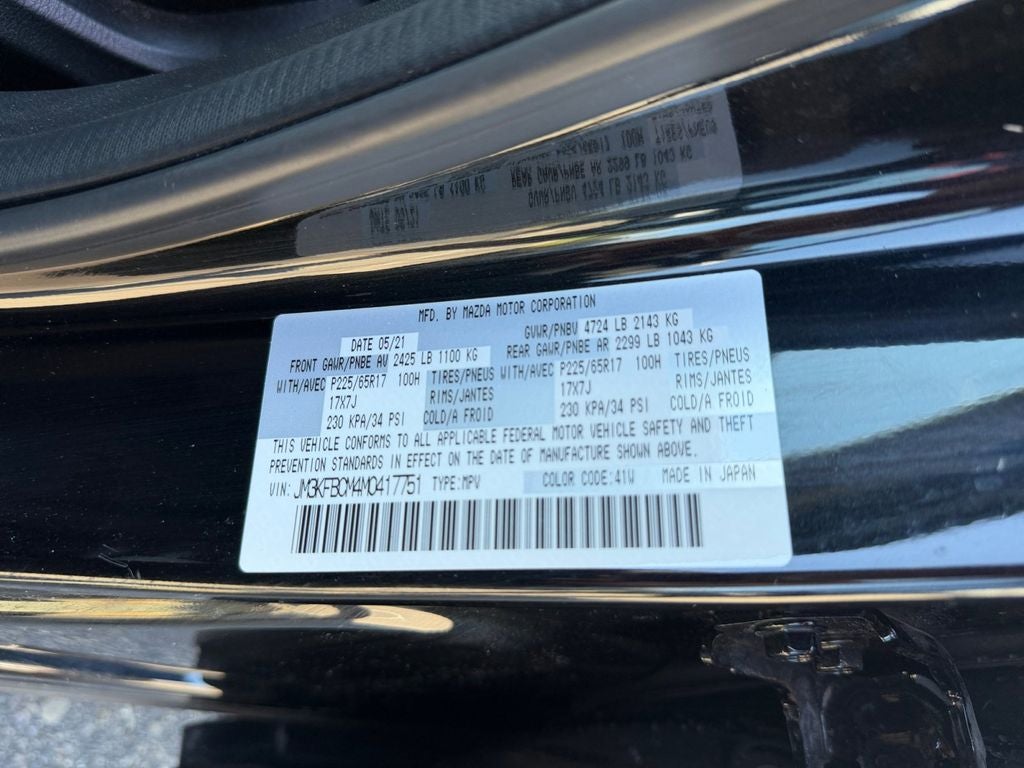 MFD. BY MAZDA MOTOR CORPORATION
DATE 05/21 GVWR/PNBV 4724 LB 2143 KG
FRONT GAWR/PNBE AV 2425 LB 1100 KG REAR GAWR/PNBE AR 2299 LB 1043 KG
WITH/AVEC P225/65R17 100H TIRES/PNEUS WITH/AVEC P225/65R17 100H TIRES/PNEUS
17X7J RIMS/JANTES 17X7J RIMS/JANTES
230 KPA/34 PSI COLD/A FROID 230 KPA/34 PSI COLD/A FROID
THIS VEHICLE CONFORMS TO ALL APPLICABLE FEDERAL MOTOR VEHICLE SAFETY AND THEFT
PREVENTION STANDARDS IN EFFECT ON THE DATE OF MANUFACTURE SHOWN ABOVE.
VIN: JM3KFBCM4M0417751 TYPE:MPV COLOR CODE:41W MADE IN JAPAN